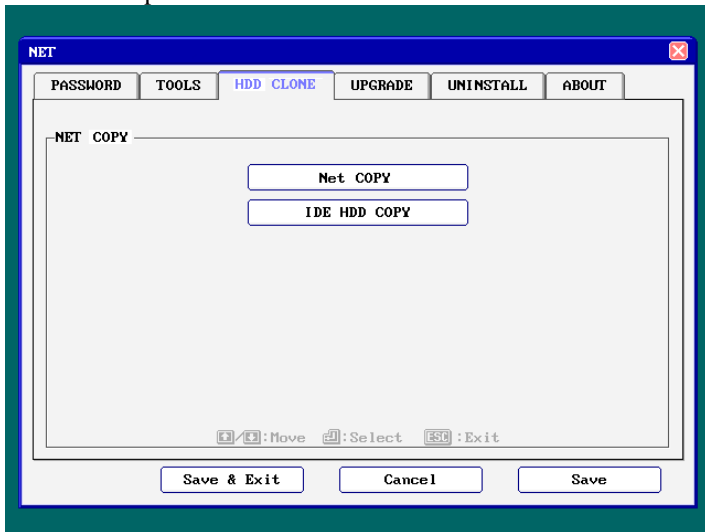 NET
PASSWORD TOOLS HDD CLONE UPGRADE UNINSTALL ABOUT
NET COPY
Net COPY
IDE HDD COPY
/ :Move :Select ESC :Exit
Save & Exit Cancel Save